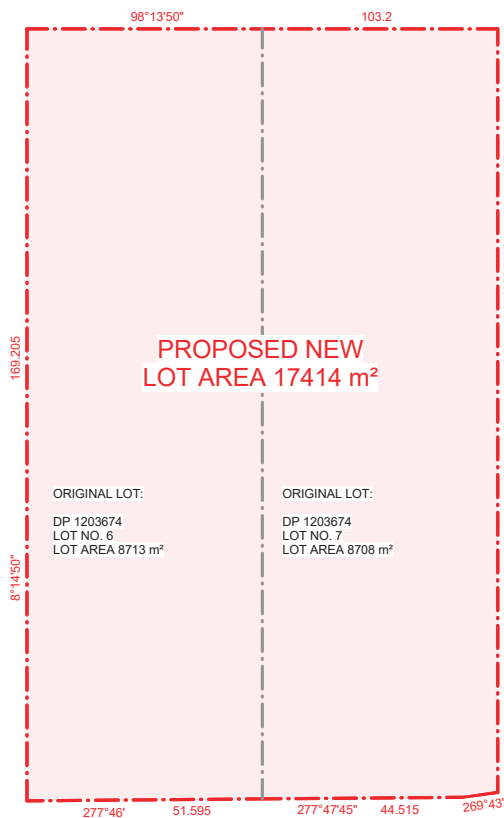 98°13'50" 103.2
169.205
PROPOSED NEW
LOT AREA 17414 m²
ORIGINAL LOT:
DP 1203674
LOT NO. 6
LOT AREA 8713 m²
ORIGINAL LOT:
DP 1203674
LOT NO. 7
LOT AREA 8708 m²
8°14'50"
277°46' 51.595 277°47'45" 44.515 269°43'